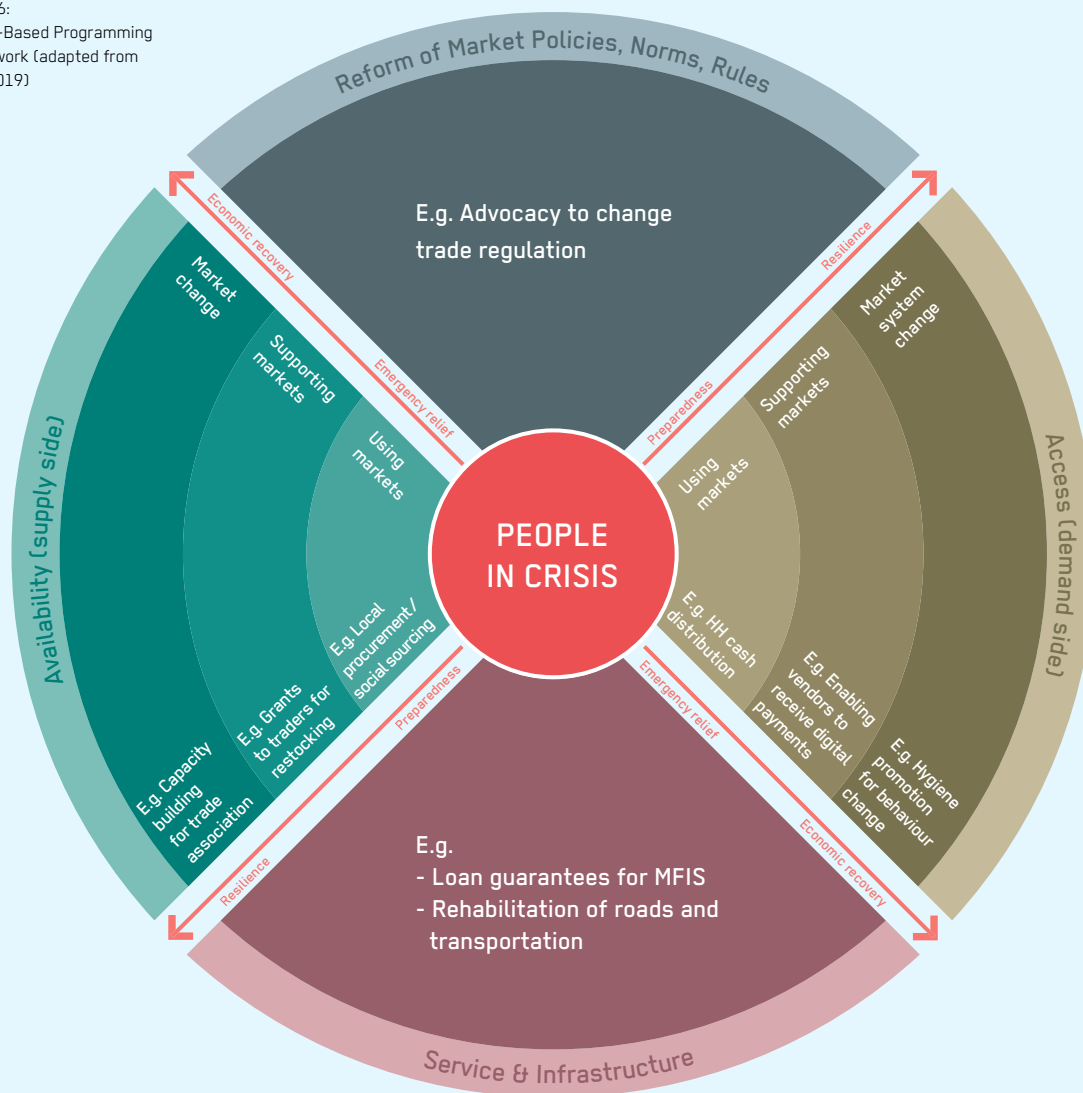 6:
-Based Programming
work (adapted from
019)
Reform of Market Policies, Norms, Rules
E.g. Advocacy to change
trade regulation
Economic recovery
Emergency relief
Resilience
Preparedness
Availability (supply side)
Market
change
Supporting
markets
Using
markets
E.g. Local
procurement/
social sourcing
E.g. Grants
to traders for
restocking
E.g. Capacity
building
for trade
association
PEOPLE
IN CRISIS
Access (demand side)
Market
system
change
Supporting
markets
Using
markets
E.g. HH cash
distribution
E.g. Enabling
vendors to
receive digital
payments
E.g. Hygiene
promotion
for behaviour
change
Preparedness
Resilience
Emergency relief
Economic recovery
E.g.
- Loan guarantees for MFIS
- Rehabilitation of roads and
transportation
Service & Infrastructure